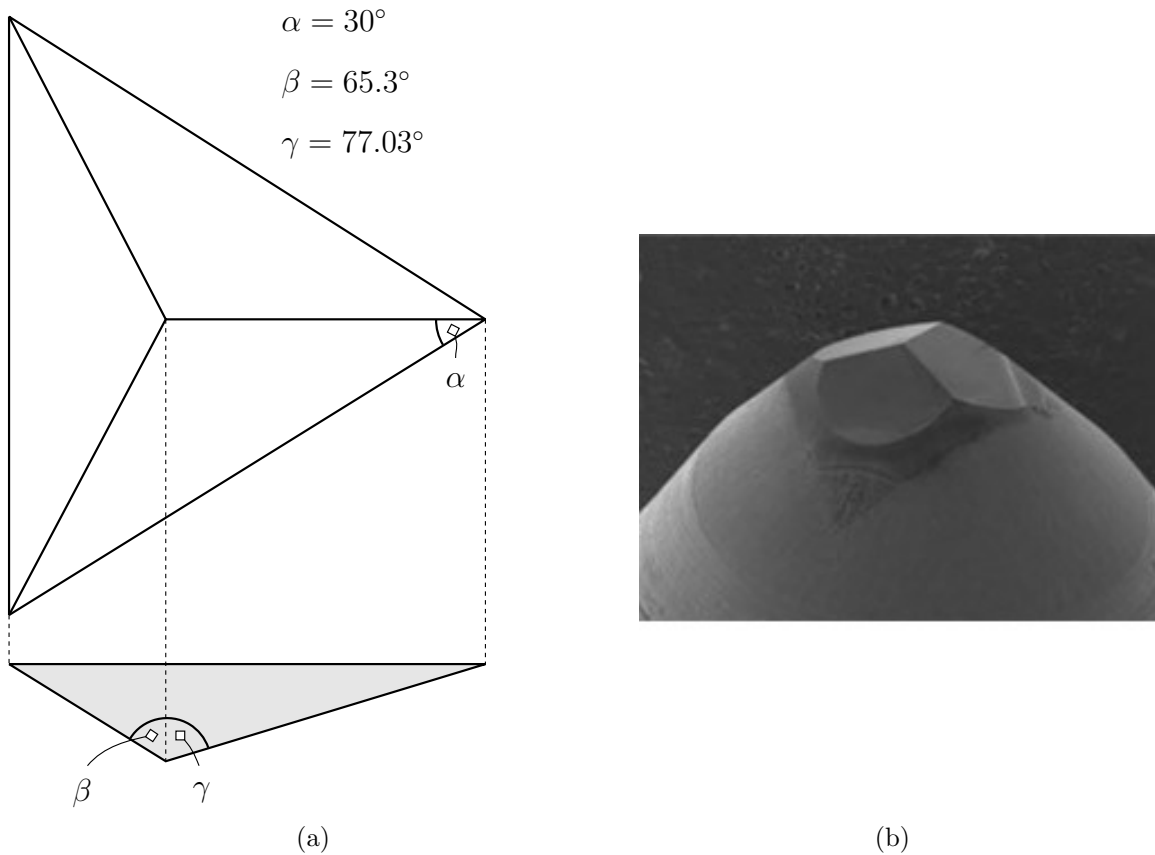 α = 30°
β = 65.3°
γ = 77.03°
α
β
γ
(a)
(b)